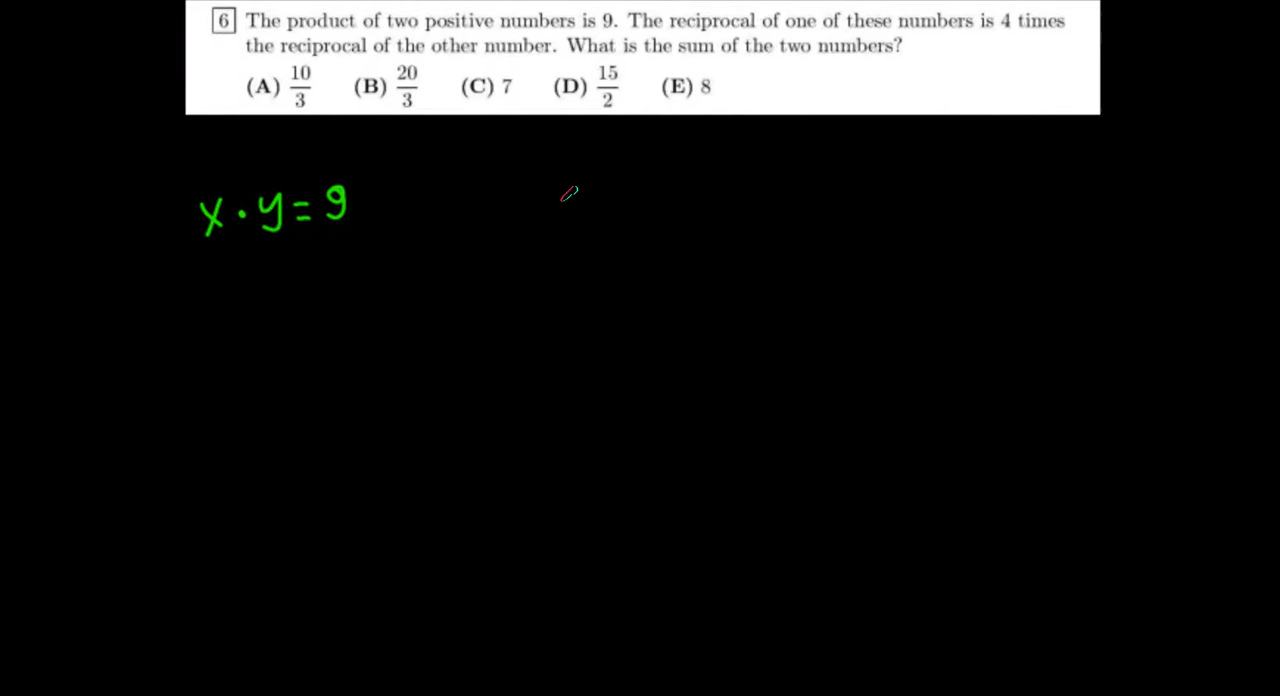 6 The product of two positive numbers is 9. The reciprocal of one of these numbers is 4 times
the reciprocal of the other number. What is the sum of the two numbers?
(A) 10/3 (B) 20/3 (C) 7 (D) 15/2 (E) 8
x · y = 9